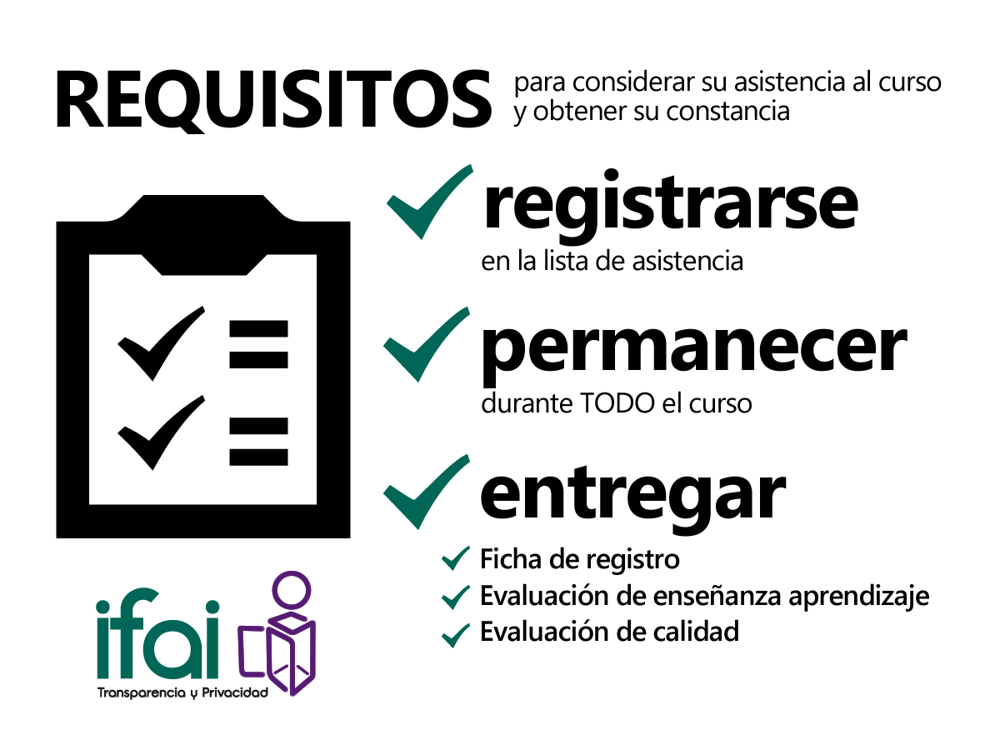 REQUISITOS
para considerar su asistencia al curso
y obtener su constancia
registrarse
en la lista de asistencia
permanecer
durante TODO el curso
entregar
Ficha de registro
Evaluación de enseñanza aprendizaje
Evaluación de calidad
ifai
Transparencia y Privacidad